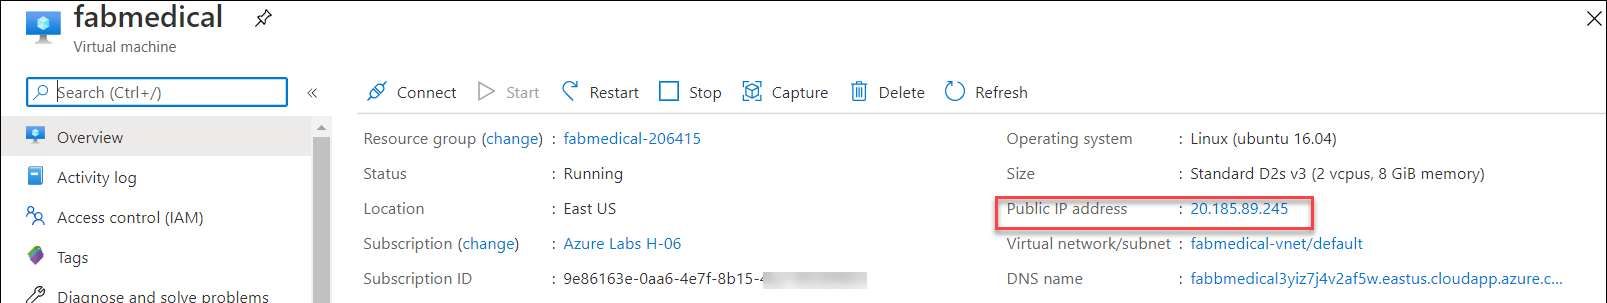 fabmedical
Virtual machine
Search (Ctrl+/)
«
Connect
Start
Restart
Stop
Capture
Delete
Refresh
Overview
Activity log
Access control (IAM)
Tags
Diagnose and solve problems
Resource group (change) : fabmedical-206415
Status : Running
Location : East US
Subscription (change) : Azure Labs H-06
Subscription ID : 9e86163e-0aa6-4e7f-8b15-
Operating system : Linux (ubuntu 16.04)
Size : Standard D2s v3 (2 vcpus, 8 GiB memory)
Public IP address : 20.185.89.245
Virtual network/subnet : fabmedical-vnet/default
DNS name : fabbmedical3yiz7j4v2af5w.eastus.cloudapp.azure.c...